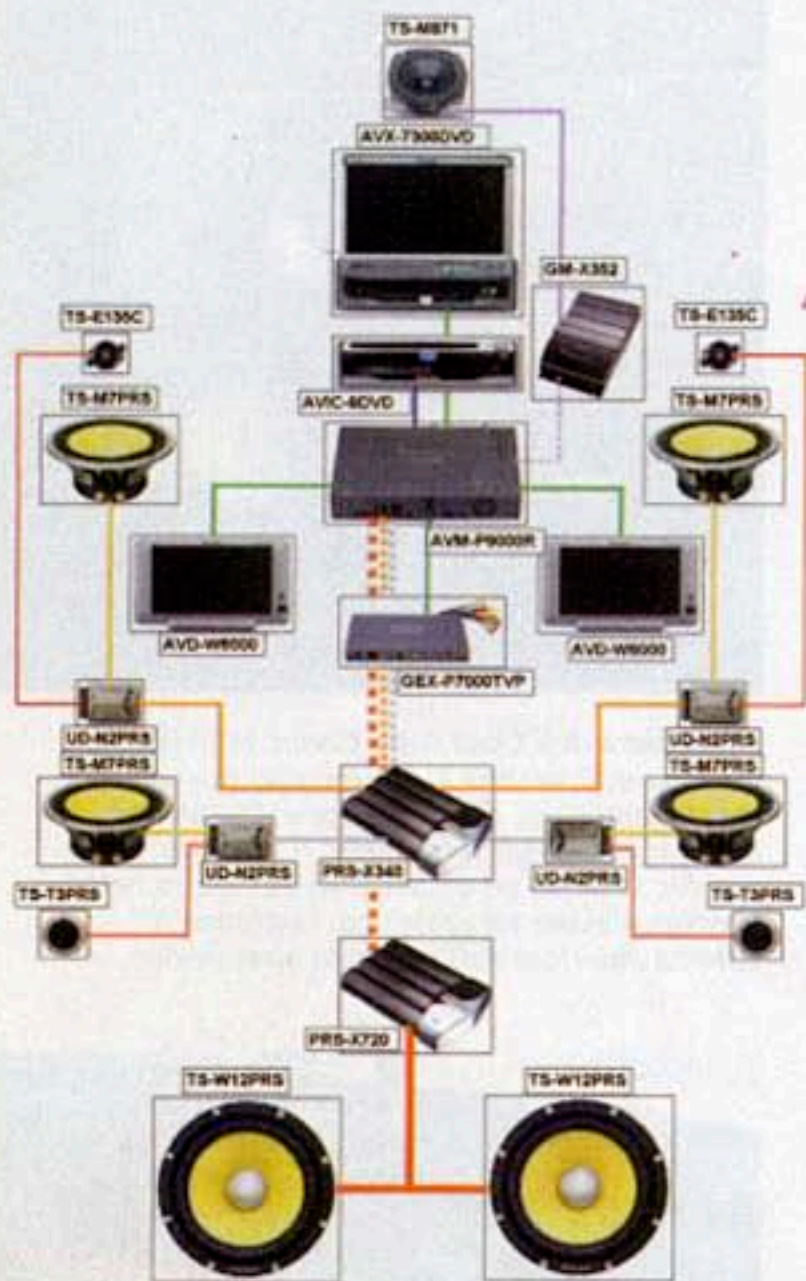 TS-M871
AVX-7300DVD
GM-X352
TS-E135C
TS-E135C
TS-M7PRS
TS-M7PRS
AVIC-8DVD
AVM-P9000R
AVD-W6000
AVD-W6000
GEX-P7000TVP
UD-N2PRS
UD-N2PRS
TS-M7PRS
TS-M7PRS
UD-N2PRS
PRS-X340
UD-N2PRS
TS-T3PRS
TS-T3PRS
PRS-X720
TS-W12PRS
TS-W12PRS